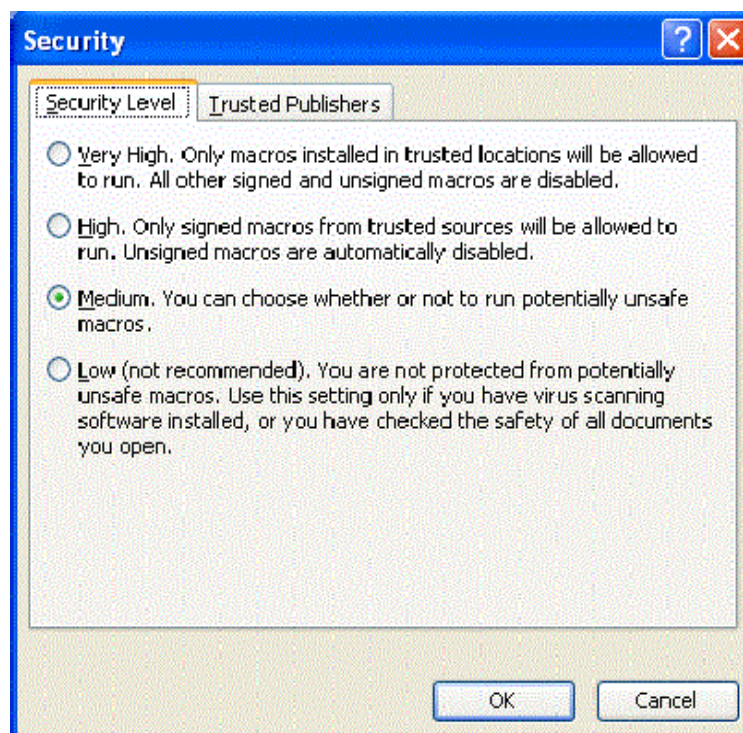 Security
Security Level
Trusted Publishers
Very High. Only macros installed in trusted locations will be allowed
to run. All other signed and unsigned macros are disabled.
High. Only signed macros from trusted sources will be allowed to
run. Unsigned macros are automatically disabled.
Medium. You can choose whether or not to run potentially unsafe
macros.
Low (not recommended). You are not protected from potentially
unsafe macros. Use this setting only if you have virus scanning
software installed, or you have checked the safety of all documents
you open.
OK
Cancel